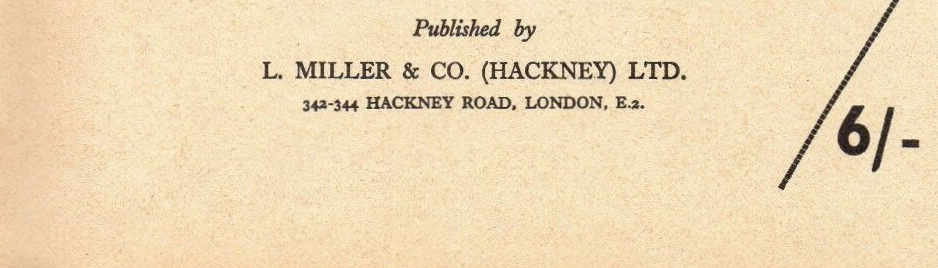 Published by
L. MILLER & CO. (HACKNEY) LTD.
342-344 HACKNEY ROAD, LONDON, E.2.
6/-